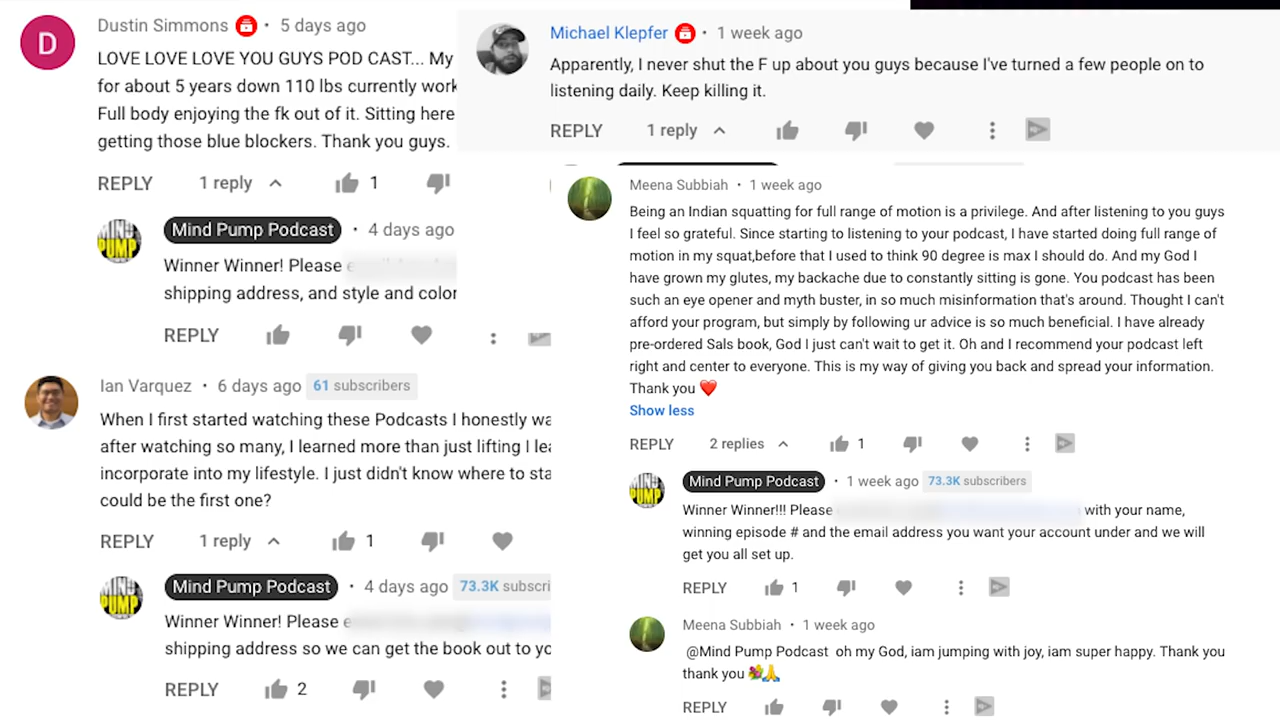 D
Dustin Simmons • 5 days ago
LOVE LOVE LOVE YOU GUYS POD CAST... My
for about 5 years down 110 lbs currently work
Full body enjoying the fk out of it. Sitting here
getting those blue blockers. Thank you guys.
REPLY 1 reply 1
MIND PUMP
Mind Pump Podcast • 4 days ago
Winner Winner! Please
shipping address, and style and color
REPLY
Ian Varquez • 6 days ago 61 subscribers
When I first started watching these Podcasts I honestly wa
after watching so many, I learned more than just lifting I lea
incorporate into my lifestyle. I just didn't know where to sta
could be the first one?
REPLY 1 reply 1
MIND PUMP
Mind Pump Podcast • 4 days ago 73.3K subscri
Winner Winner! Please
shipping address so we can get the book out to yo
REPLY 2
Michael Klepfer • 1 week ago
Apparently, I never shut the F up about you guys because I've turned a few people on to
listening daily. Keep killing it.
REPLY 1 reply
Meena Subbiah • 1 week ago
Being an Indian squatting for full range of motion is a privilege. And after listening to you guys
I feel so grateful. Since starting to listening to your podcast, I have started doing full range of
motion in my squat,before that I used to think 90 degree is max I should do. And my God I
have grown my glutes, my backache due to constantly sitting is gone. You podcast has been
such an eye opener and myth buster, in so much misinformation that's around. Thought I can't
afford your program, but simply by following ur advice is so much beneficial. I have already
pre-ordered Sals book, God I just can't wait to get it. Oh and I recommend your podcast left
right and center to everyone. This is my way of giving you back and spread your information.
Thank you ❤️
Show less
REPLY 2 replies 1
MIND PUMP
Mind Pump Podcast • 1 week ago 73.3K subscribers
Winner Winner!!! Please with your name,
winning episode # and the email address you want your account under and we will
get you all set up.
REPLY 1
Meena Subbiah • 1 week ago
@Mind Pump Podcast oh my God, iam jumping with joy, iam super happy. Thank you
thank you 💐🙏
REPLY